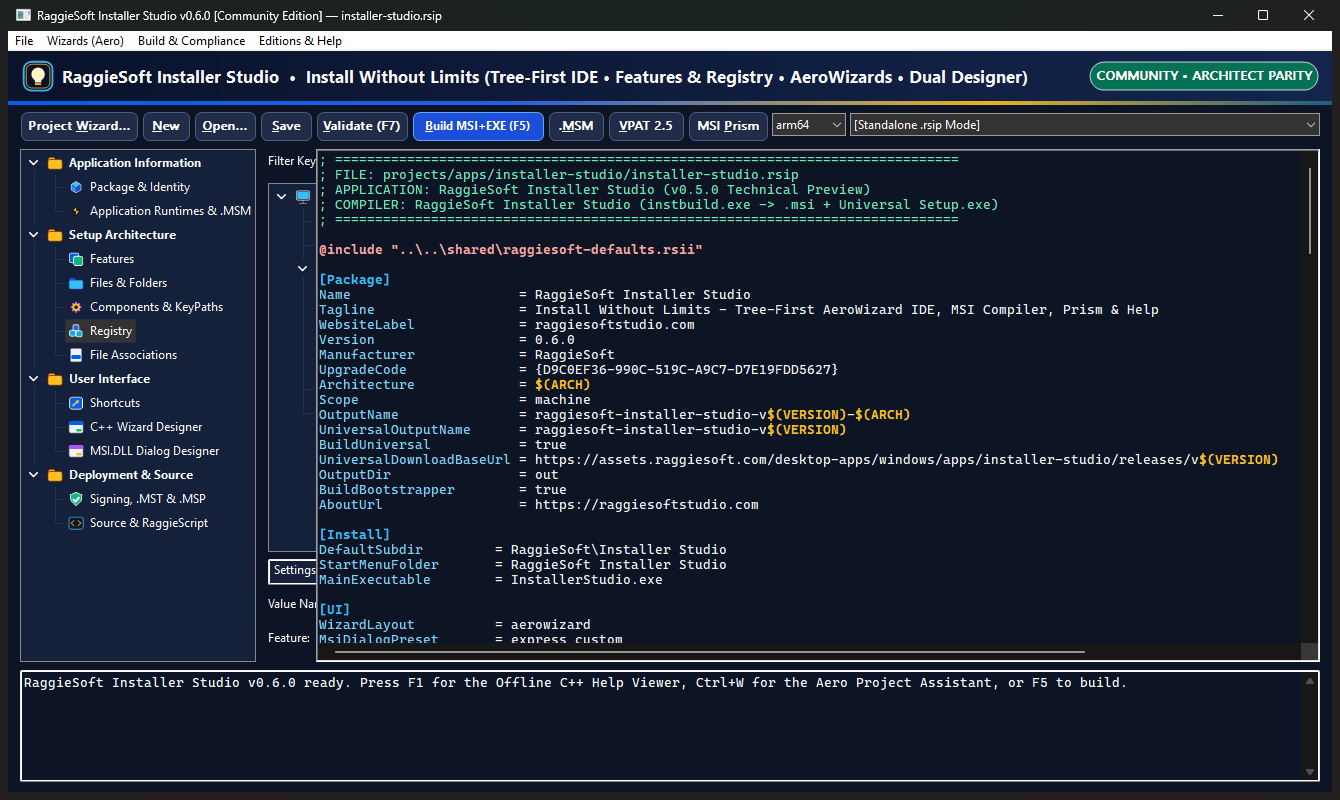 RaggieSoft Installer Studio v0.6.0 [Community Edition] — installer-studio.rsip
File Wizards (Aero) Build & Compliance Editions & Help
RaggieSoft Installer Studio • Install Without Limits (Tree-First IDE • Features & Registry • AeroWizards • Dual Designer)
COMMUNITY • ARCHITECT PARITY
Project Wizard... New Open... Save Validate (F7) Build MSI+EXE (F5) .MSM VPAT 2.5 MSI Prism arm64 [Standalone .rsip Mode]
Application Information
Package & Identity
Application Runtimes & .MSM
Setup Architecture
Features
Files & Folders
Components & KeyPaths
Registry
File Associations
User Interface
Shortcuts
C++ Wizard Designer
MSI.DLL Dialog Designer
Deployment & Source
Signing, .MST & .MSP
Source & RaggieScript
Filter Key
Settings
Value Nar
Feature:
; ==============================================================================
; FILE: projects/apps/installer-studio/installer-studio.rsip
; APPLICATION: RaggieSoft Installer Studio (v0.5.0 Technical Preview)
; COMPILER: RaggieSoft Installer Studio (instbuild.exe -> .msi + Universal Setup.exe)
; ==============================================================================
@include "..\..\shared\raggiesoft-defaults.rsii"
[Package]
Name = RaggieSoft Installer Studio
Tagline = Install Without Limits - Tree-First AeroWizard IDE, MSI Compiler, Prism & Help
WebsiteLabel = raggiesoftstudio.com
Version = 0.6.0
Manufacturer = RaggieSoft
UpgradeCode = {D9C0EF36-990C-519C-A9C7-D7E19FDD5627}
Architecture = $(ARCH)
Scope = machine
OutputName = raggiesoft-installer-studio-v$(VERSION)-$(ARCH)
UniversalOutputName = raggiesoft-installer-studio-v$(VERSION)
BuildUniversal = true
UniversalDownloadBaseUrl = https://assets.raggiesoft.com/desktop-apps/windows/apps/installer-studio/releases/v$(VERSION)
OutputDir = out
BuildBootstrapper = true
AboutUrl = https://raggiesoftstudio.com
[Install]
DefaultSubdir = RaggieSoft\Installer Studio
StartMenuFolder = RaggieSoft Installer Studio
MainExecutable = InstallerStudio.exe
[UI]
WizardLayout = aerowizard
MsiDialogPreset = express_custom
RaggieSoft Installer Studio v0.6.0 ready. Press F1 for the Offline C++ Help Viewer, Ctrl+W for the Aero Project Assistant, or F5 to build.